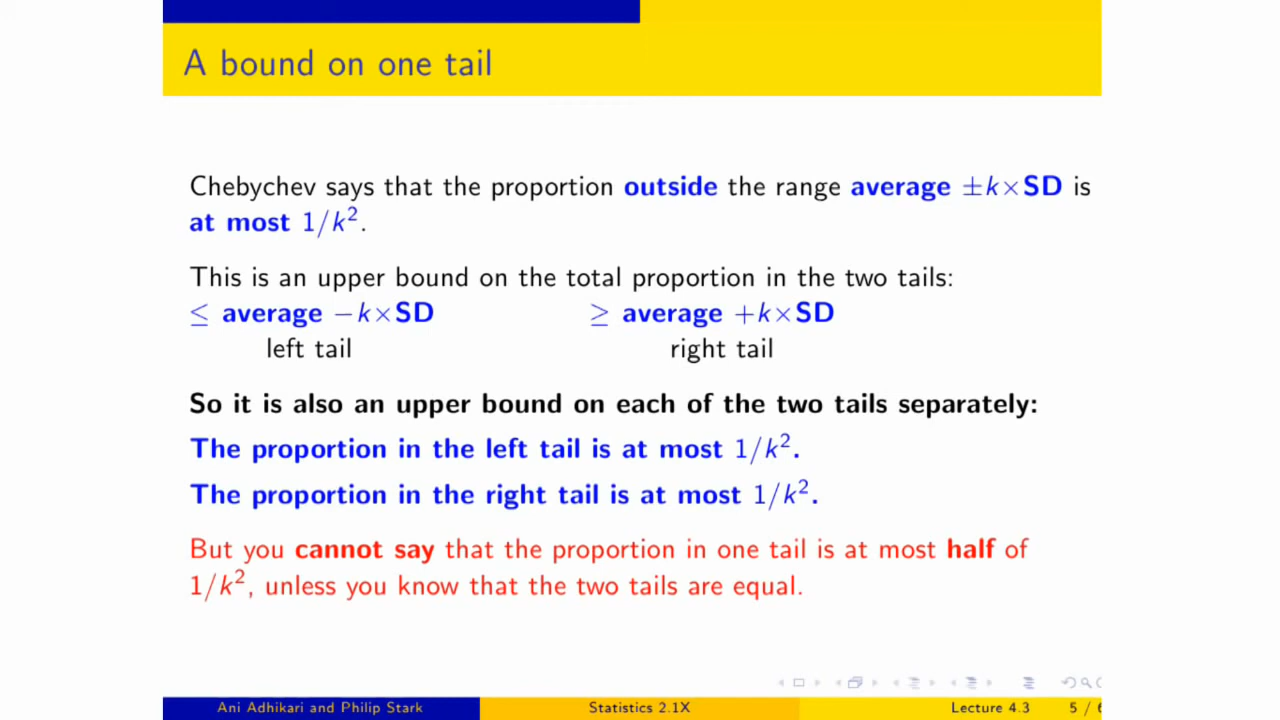 A bound on one tail
Chebychev says that the proportion outside the range average ±k×SD is
at most 1/k².
This is an upper bound on the total proportion in the two tails:
≤ average −k×SD ≥ average +k×SD
left tail right tail
So it is also an upper bound on each of the two tails separately:
The proportion in the left tail is at most 1/k².
The proportion in the right tail is at most 1/k².
But you cannot say that the proportion in one tail is at most half of
1/k², unless you know that the two tails are equal.
Ani Adhikari and Philip Stark Statistics 2.1X Lecture 4.3 5 / 6